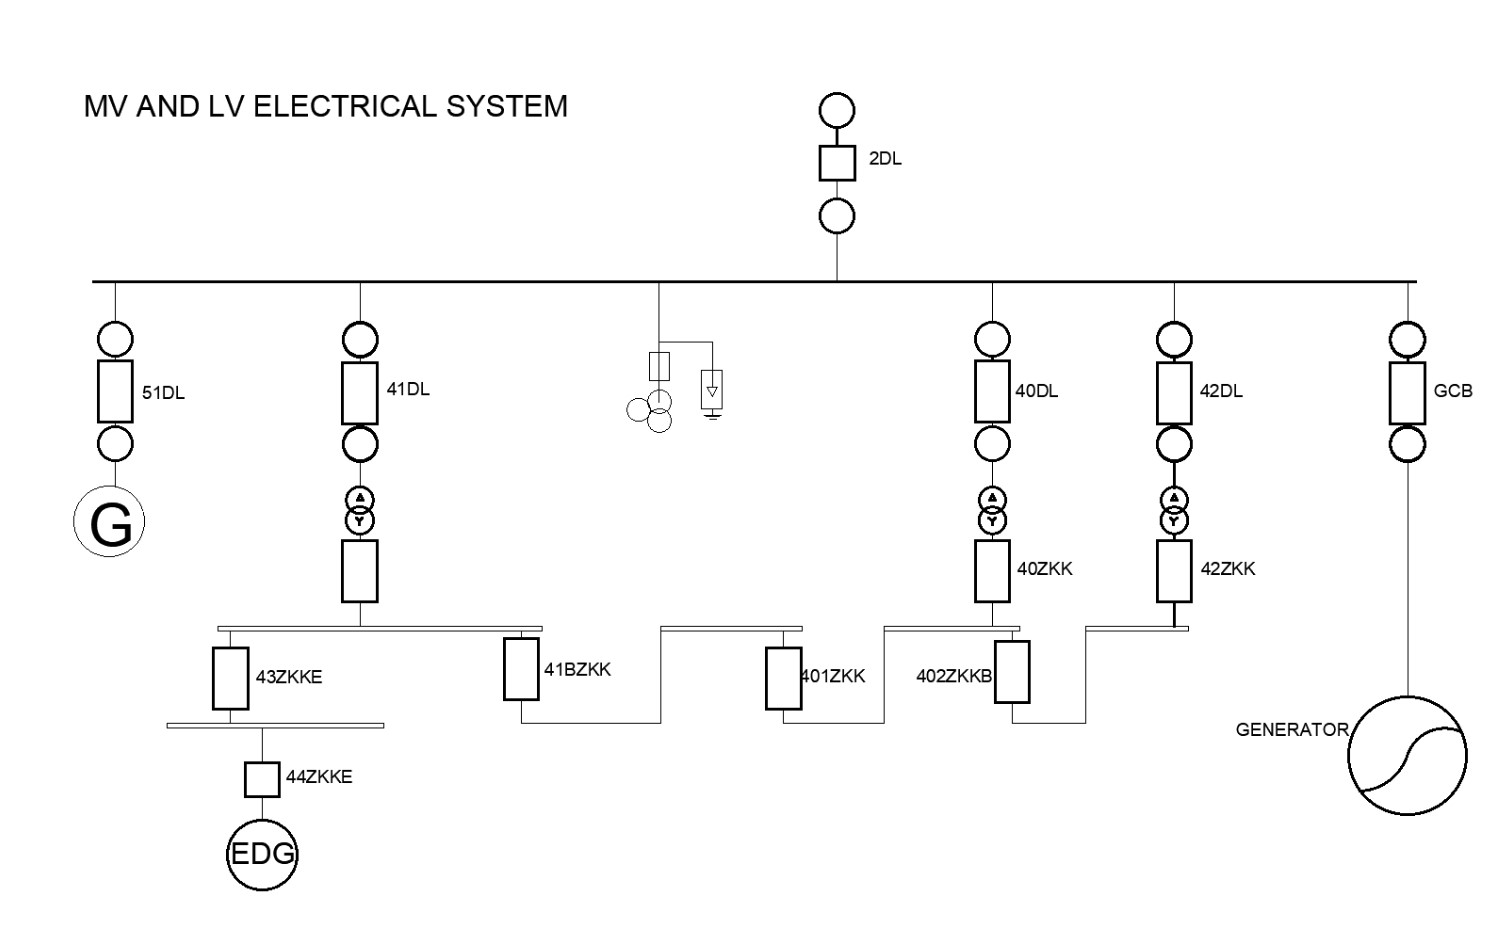 MV AND LV ELECTRICAL SYSTEM
2DL
51DL
41DL
40DL
42DL
GCB
G
40ZKK
42ZKK
43ZKKE
41BZKK
401ZKK
402ZKKB
GENERATOR
44ZKKE
EDG